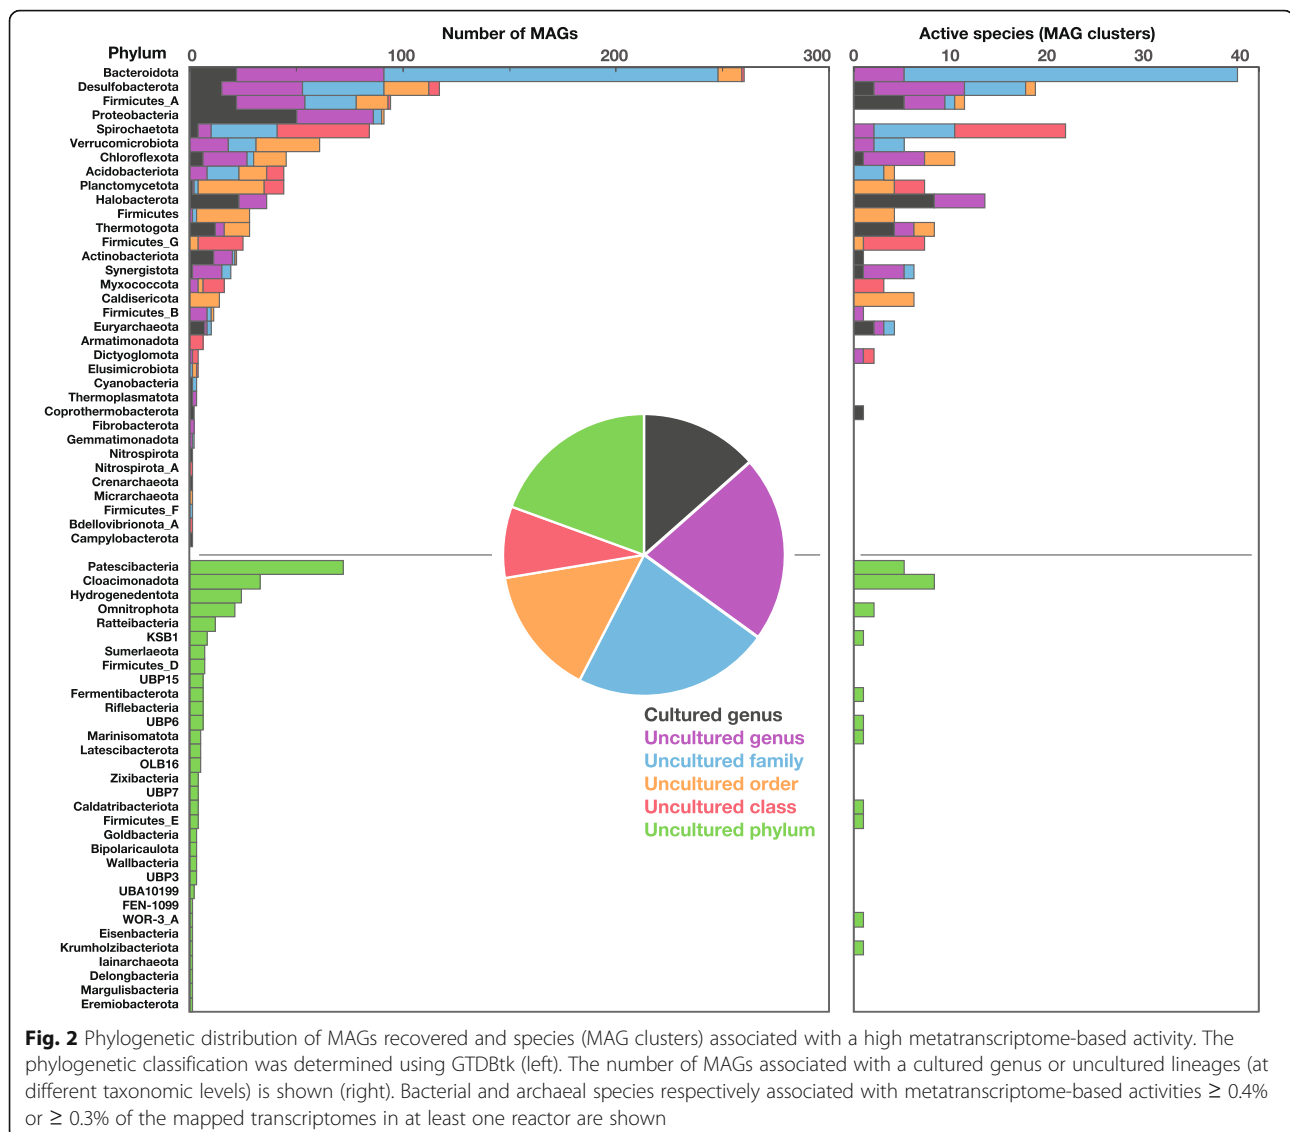 Number of MAGs
Active species (MAG clusters)
Phylum
0
100
200
300
0
10
20
30
40
Bacteroidota
Desulfobacterota
Firmicutes_A
Proteobacteria
Spirochaetota
Verrucomicrobiota
Chloroflexota
Acidobacteriota
Planctomycetota
Halobacterota
Firmicutes
Thermotogota
Firmicutes_G
Actinobacteriota
Synergistota
Myxococcota
Caldisericota
Firmicutes_B
Euryarchaeota
Armatimonadota
Dictyoglomota
Elusimicrobiota
Cyanobacteria
Thermoplasmatota
Coprothermobacterota
Fibrobacterota
Gemmatimonadota
Nitrospirota
Nitrospirota_A
Crenarchaeota
Micrarchaeota
Firmicutes_F
Bdellovibrionota_A
Campylobacterota
Patescibacteria
Cloacimonadota
Hydrogenedentota
Omnitrophota
Ratteibacteria
KSB1
Sumerlaeota
Firmicutes_D
UBP15
Fermentibacterota
Riflebacteria
UBP6
Marinisomatota
Latescibacterota
OLB16
Zixibacteria
UBP7
Caldatribacteriota
Firmicutes_E
Goldbacteria
Bipolaricaulota
Wallbacteria
UBP3
UBA10199
FEN-1099
WOR-3_A
Eisenbacteria
Krumholzibacteriota
Iainarchaeota
Delongbacteria
Margulisbacteria
Eremiobacterota
Cultured genus
Uncultured genus
Uncultured family
Uncultured order
Uncultured class
Uncultured phylum
Fig. 2 Phylogenetic distribution of MAGs recovered and species (MAG clusters) associated with a high metatranscriptome-based activity. The
phylogenetic classification was determined using GTDBtk (left). The number of MAGs associated with a cultured genus or uncultured lineages (at
different taxonomic levels) is shown (right). Bacterial and archaeal species respectively associated with metatranscriptome-based activities ≥ 0.4%
or ≥ 0.3% of the mapped transcriptomes in at least one reactor are shown